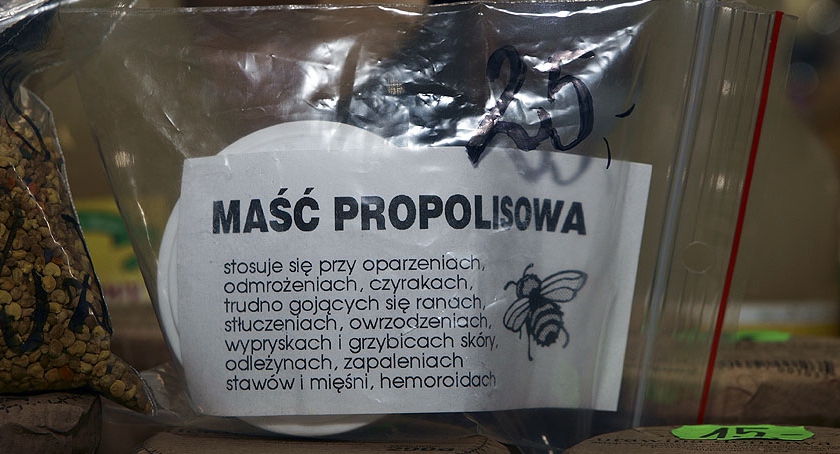 25,-
MAŚĆ PROPOLISOWA
stosuje się przy oparzeniach,
odmrożeniach, czyrakach,
trudno gojących się ranach,
stłuczeniach, owrzodzeniach,
wypryskach i grzybicach skóry,
odleżynach, zapaleniach
stawów i mięśni, hemoroidach
15,-